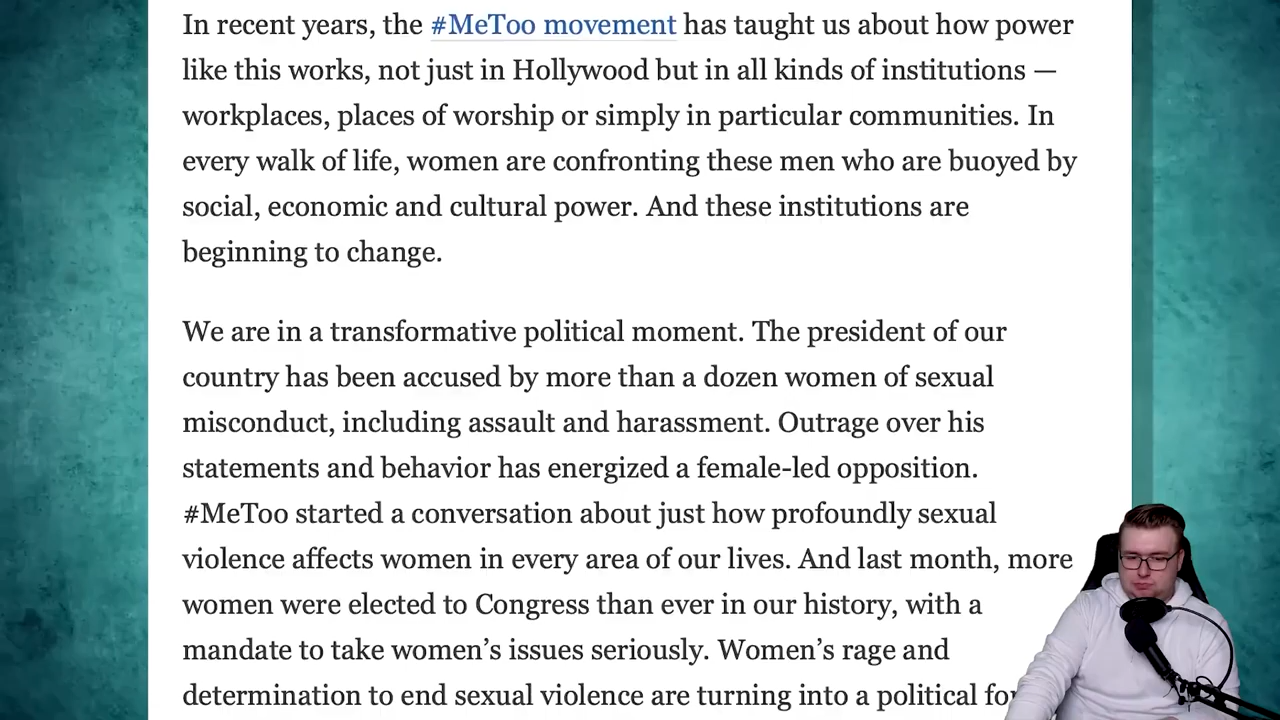 In recent years, the #MeToo movement has taught us about how power
like this works, not just in Hollywood but in all kinds of institutions —
workplaces, places of worship or simply in particular communities. In
every walk of life, women are confronting these men who are buoyed by
social, economic and cultural power. And these institutions are
beginning to change.
We are in a transformative political moment. The president of our
country has been accused by more than a dozen women of sexual
misconduct, including assault and harassment. Outrage over his
statements and behavior has energized a female-led opposition.
#MeToo started a conversation about just how profoundly sexual
violence affects women in every area of our lives. And last month, more
women were elected to Congress than ever in our history, with a
mandate to take women’s issues seriously. Women’s rage and
determination to end sexual violence are turning into a political